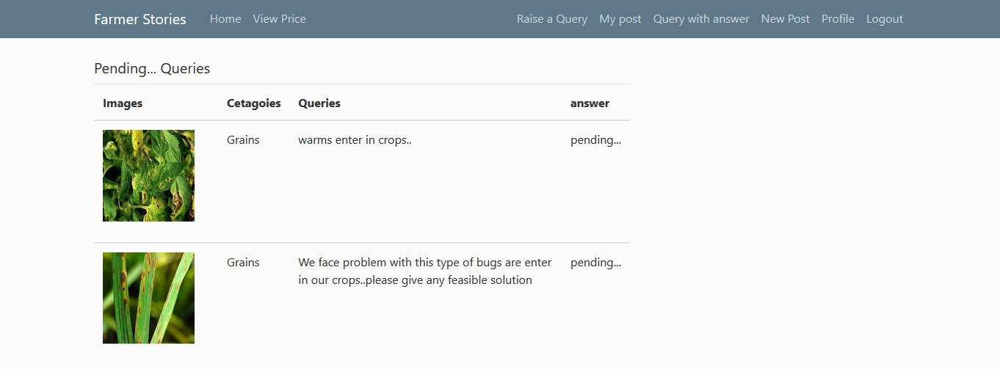 Farmer Stories Home View Price Raise a Query My post Query with answer New Post Profile Logout
Pending... Queries
Images Cetagoies Queries answer
Grains warms enter in crops.. pending...
Grains We face problem with this type of bugs are enter pending...
in our crops..please give any feasible solution